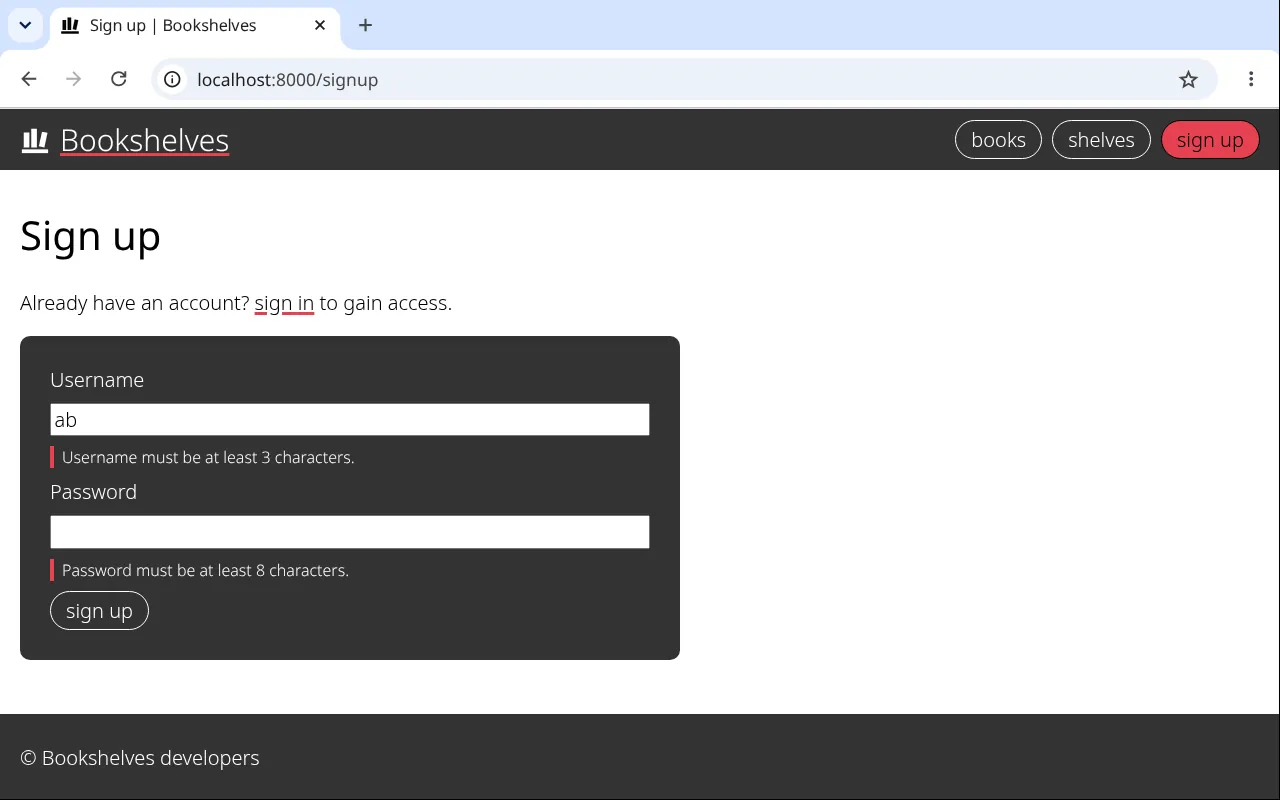 Sign up | Bookshelves
localhost:8000/signup
Bookshelves
books
shelves
sign up
Sign up
Already have an account? sign in to gain access.
Username
ab
Username must be at least 3 characters.
Password
Password must be at least 8 characters.
sign up
© Bookshelves developers